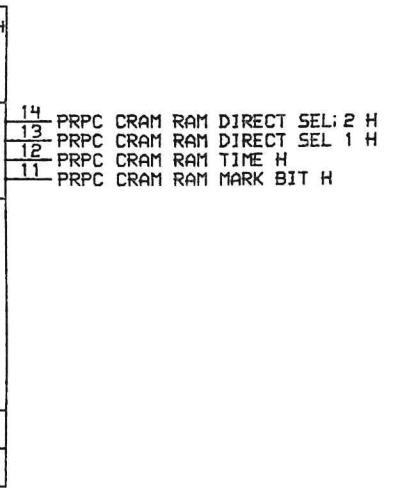 14 PRPC CRAM RAM DIRECT SEL 2 H
13 PRPC CRAM RAM DIRECT SEL 1 H
12 PRPC CRAM RAM TIME H
11 PRPC CRAM RAM MARK BIT H